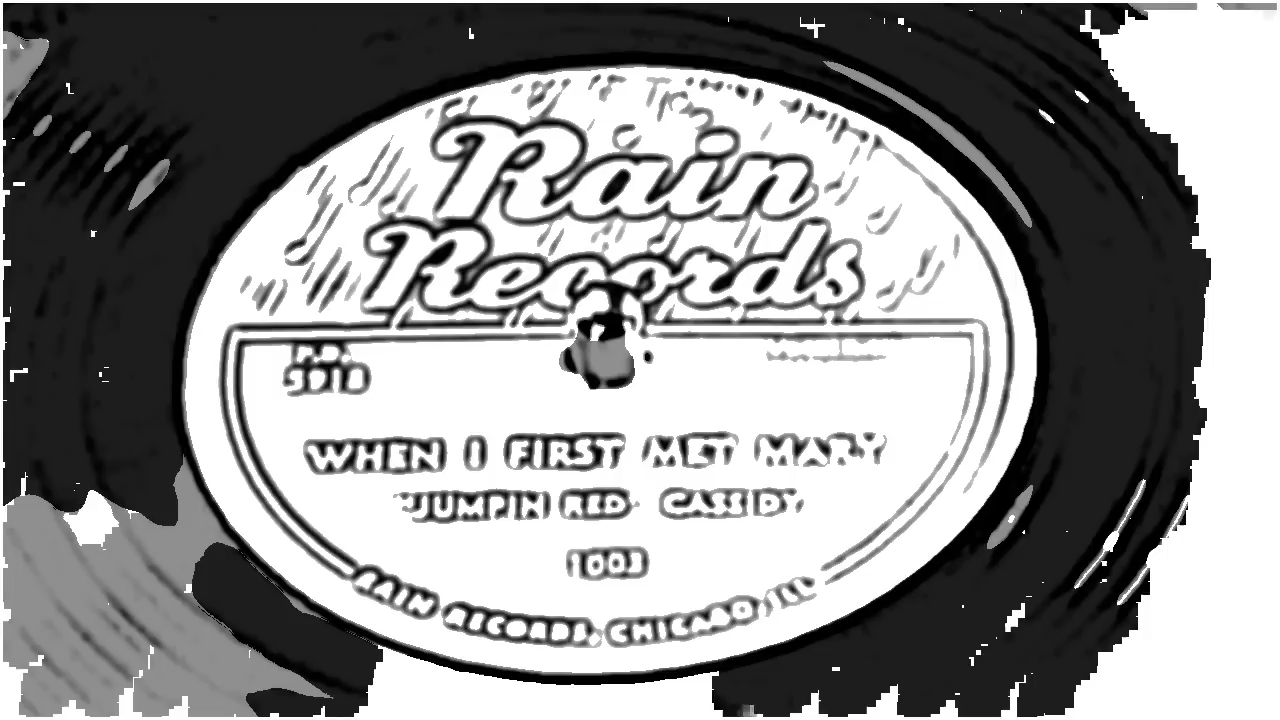 Rain
Records
WHEN I FIRST MET MARY
"JUMPIN RED" CASSIDY
1003
RAIN RECORDS, CHICAGO, ILL